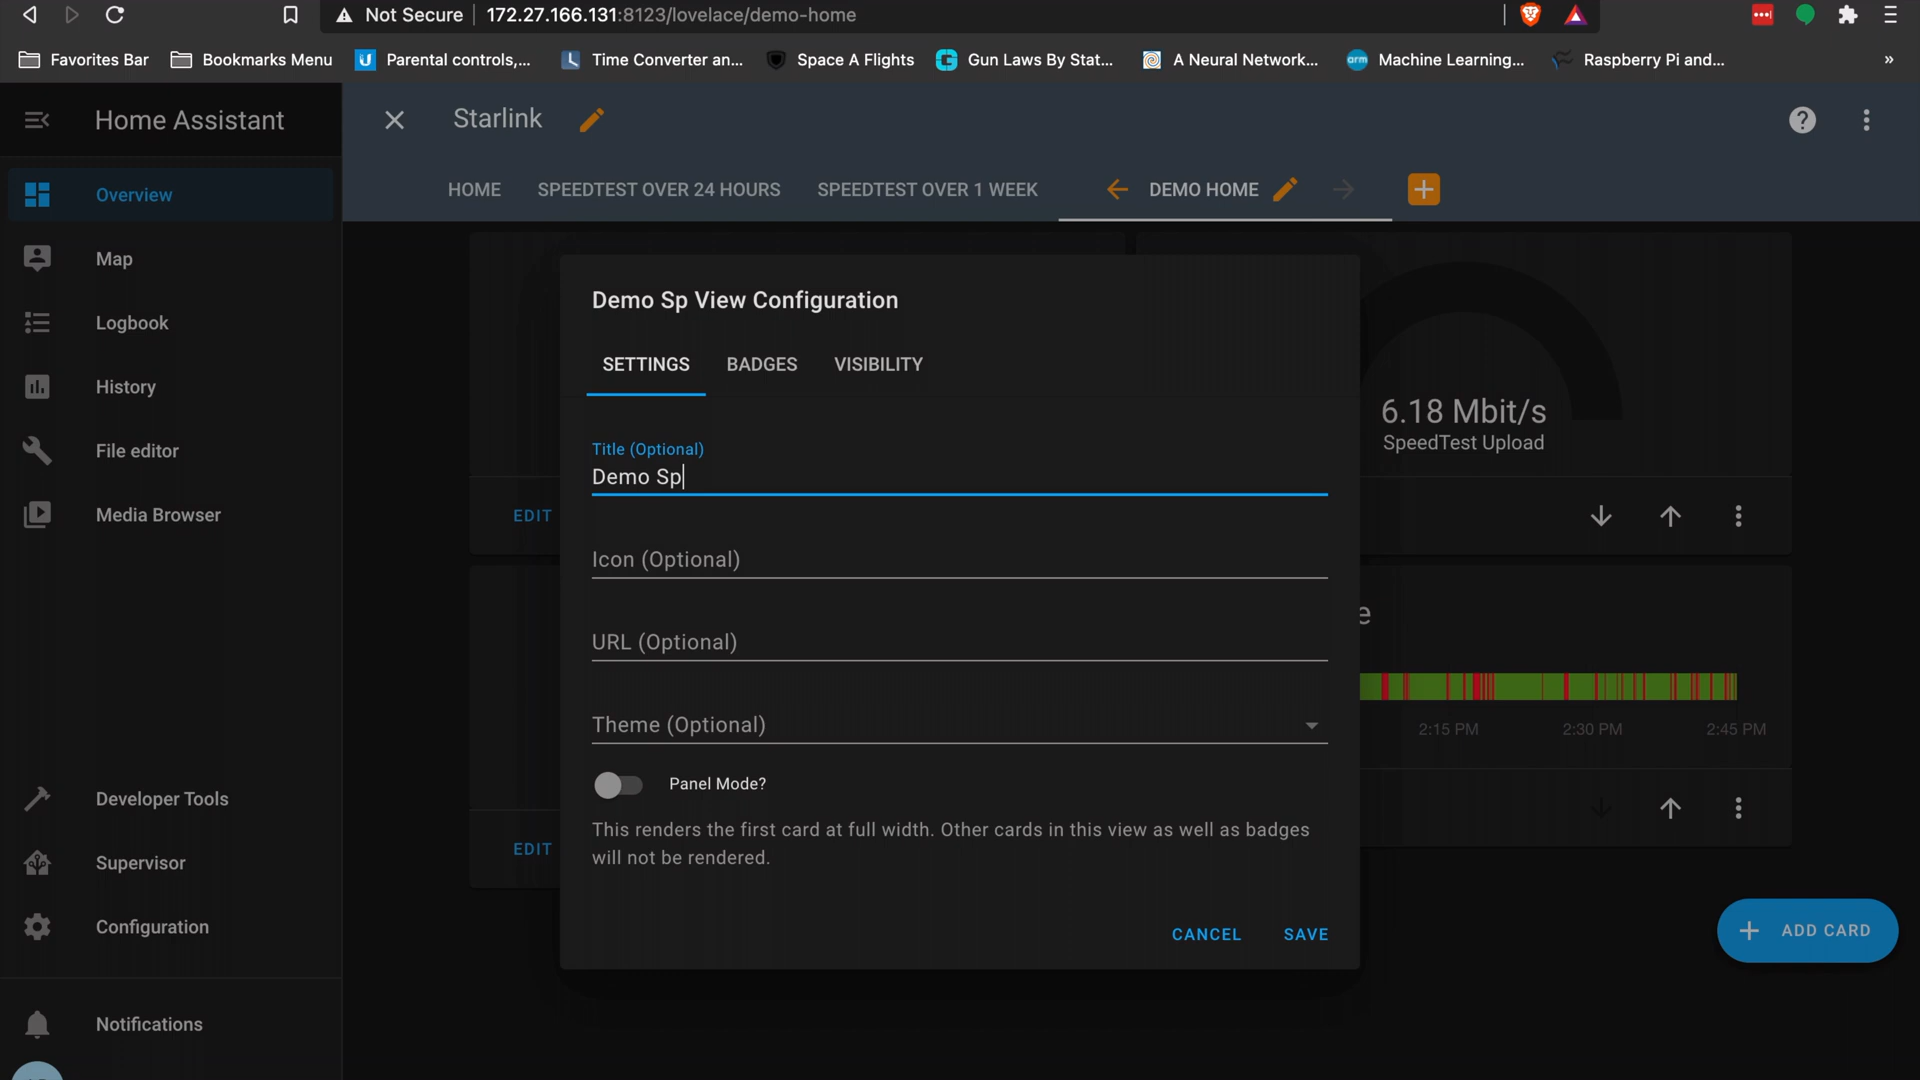 Not Secure 172.27.166.131:8123/lovelace/demo-home
Favorites Bar Bookmarks Menu Parental controls,... Time Converter an... Space A Flights Gun Laws By Stat... A Neural Network... Machine Learning... Raspberry Pi and... »
Home Assistant
Starlink
HOME SPEEDTEST OVER 24 HOURS SPEEDTEST OVER 1 WEEK DEMO HOME
Overview
Map
Logbook
History
File editor
Media Browser
Developer Tools
Supervisor
Configuration
Notifications
Demo Sp View Configuration
SETTINGS BADGES VISIBILITY
Title (Optional)
Demo Sp
Icon (Optional)
URL (Optional)
Theme (Optional)
Panel Mode?
This renders the first card at full width. Other cards in this view as well as badges
will not be rendered.
CANCEL SAVE
6.18 Mbit/s
SpeedTest Upload
EDIT
e
2:15 PM 2:30 PM 2:45 PM
EDIT
ADD CARD